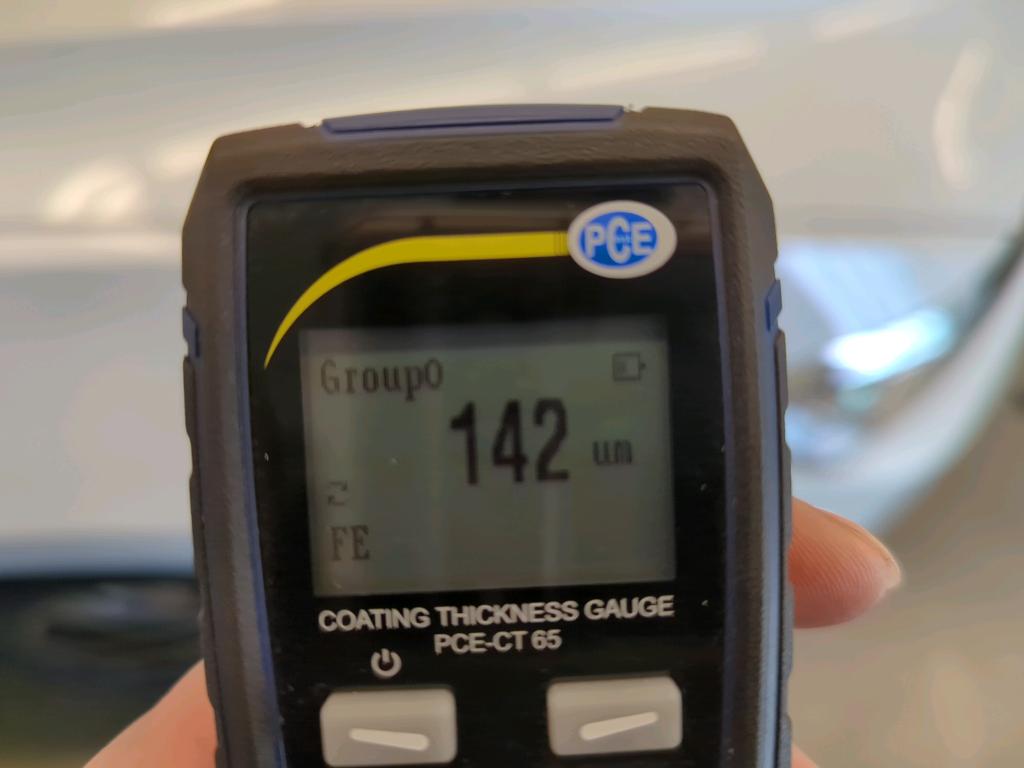 PCE
Group0
142 um
FE
COATING THICKNESS GAUGE
PCE-CT 65